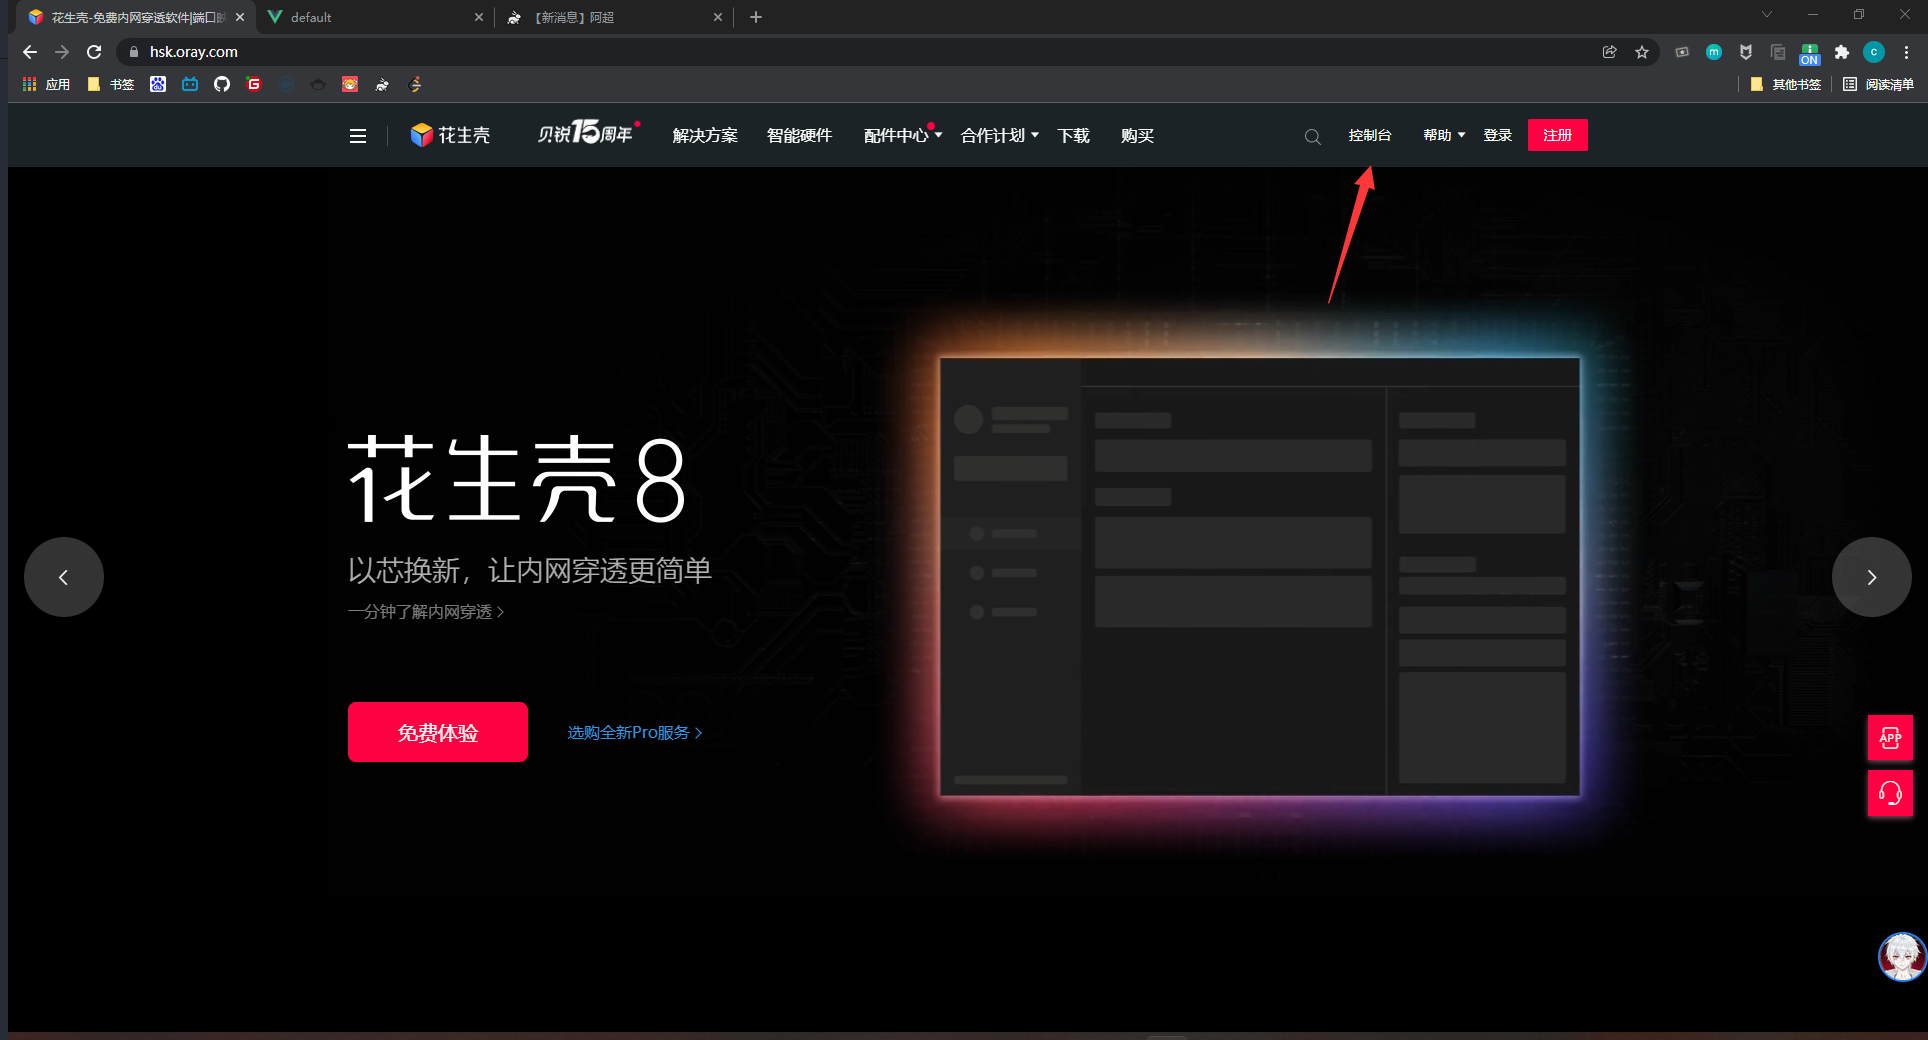 花生壳-免费内网穿透软件|端口映
default
【新消息】阿超
hsk.oray.com
m
ON
c
应用
书签
G
其他书签
阅读清单
花生壳
贝锐15周年
解决方案
智能硬件
配件中心
合作计划
下载
购买
控制台
帮助
登录
注册
花生壳8
以芯换新，让内网穿透更简单
一分钟了解内网穿透
免费体验
选购全新Pro服务
APP